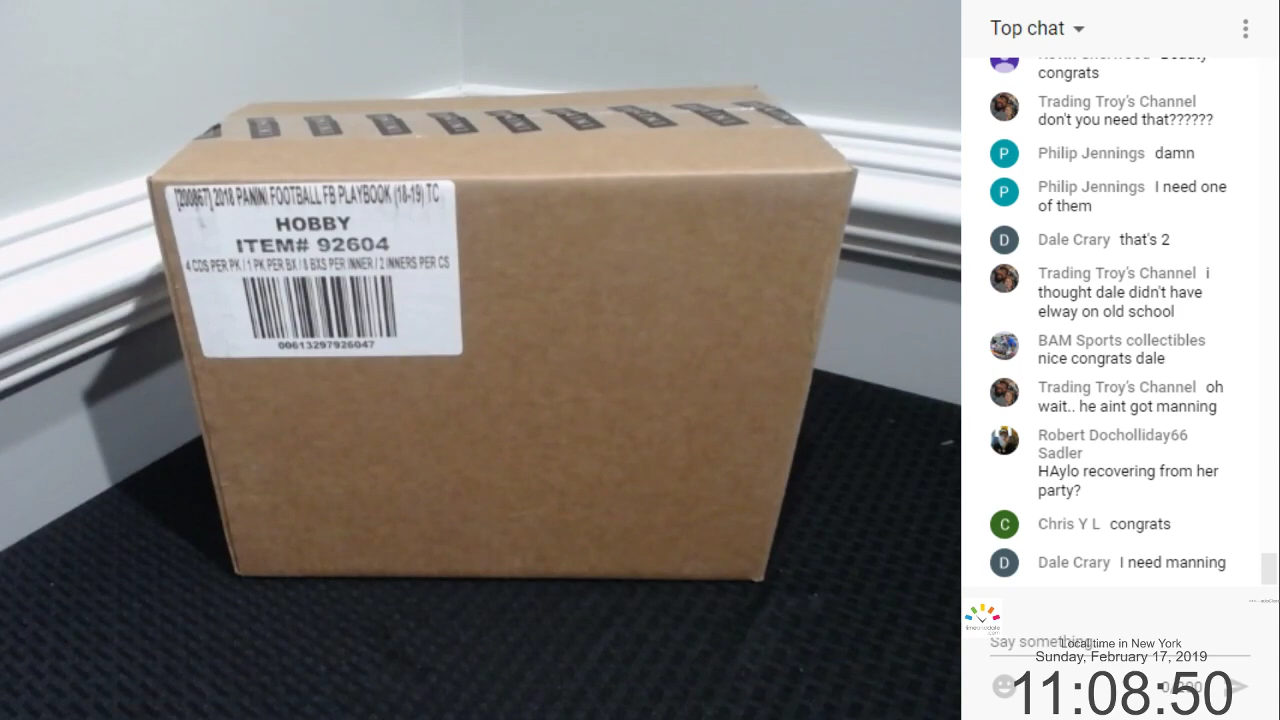 [200867] 2018 PANINI FOOTBALL FB PLAYBOOK (18-19) TC
HOBBY
ITEM# 92604
4 CDS PER PK / 1 PK PER BX / 8 BXS PER INNER / 2 INNERS PER CS
00613297926047
PANINI
Top chat
congrats
Trading Troy's Channel
don't you need that??????
Philip Jennings damn
Philip Jennings I need one
of them
Dale Crary that's 2
Trading Troy's Channel i
thought dale didn't have
elway on old school
BAM Sports collectibles
nice congrats dale
Trading Troy's Channel oh
wait.. he aint got manning
Robert Docholliday66
Sadler
HAylo recovering from her
party?
Chris Y L congrats
Dale Crary I need manning
Say something...
Local time in New York
Sunday, February 17, 2019
11:08:50